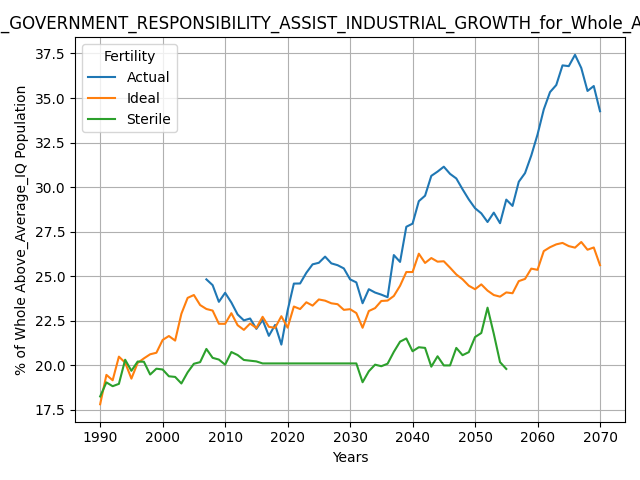 _GOVERNMENT_RESPONSIBILITY_ASSIST_INDUSTRIAL_GROWTH_for_Whole_A
Fertility
Actual
Ideal
Sterile
% of Whole Above_Average_IQ Population
37.5
35.0
32.5
30.0
27.5
25.0
22.5
20.0
17.5
1990 2000 2010 2020 2030 2040 2050 2060 2070
Years